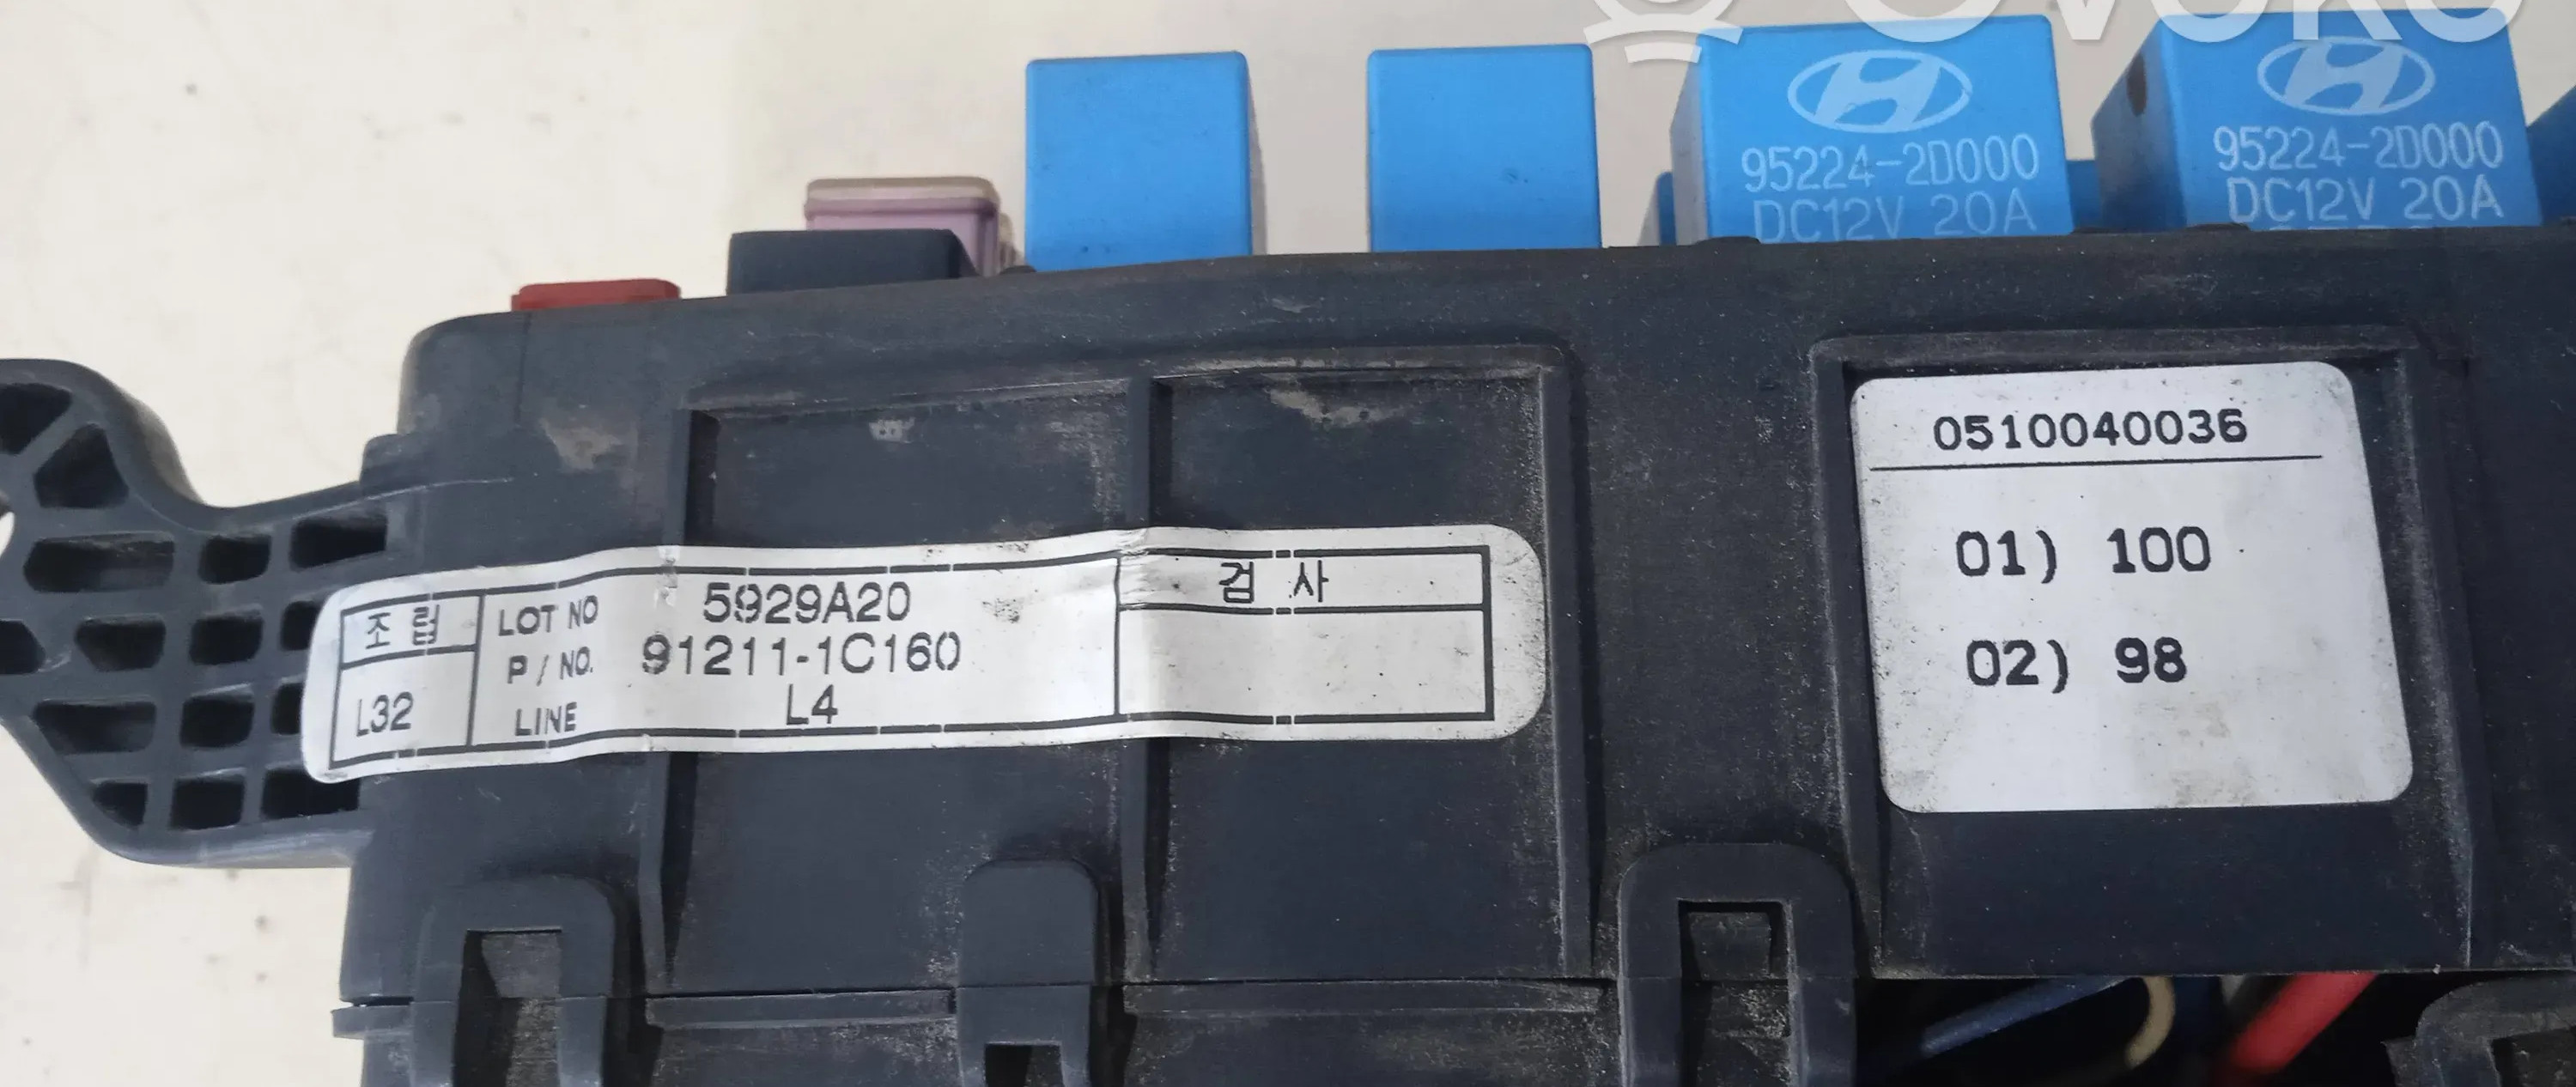 95224-2D000
DC12V 20A
95224-2D000
DC12V 20A
조립
L32
LOT NO 5929A20
P / NO. 91211-1C160
LINE L4
검사
0510040036
01) 100
02) 98